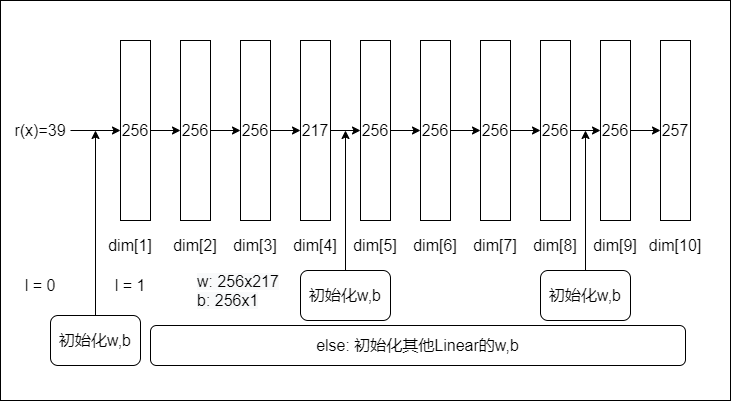 r(x)=39 256 256 256 217 256 256 256 256 256 257
dim[1] dim[2] dim[3] dim[4] dim[5] dim[6] dim[7] dim[8] dim[9] dim[10]
l = 0 l = 1 w: 256x217
b: 256x1
初始化w,b 初始化w,b
初始化w,b
else: 初始化其他Linear的w,b